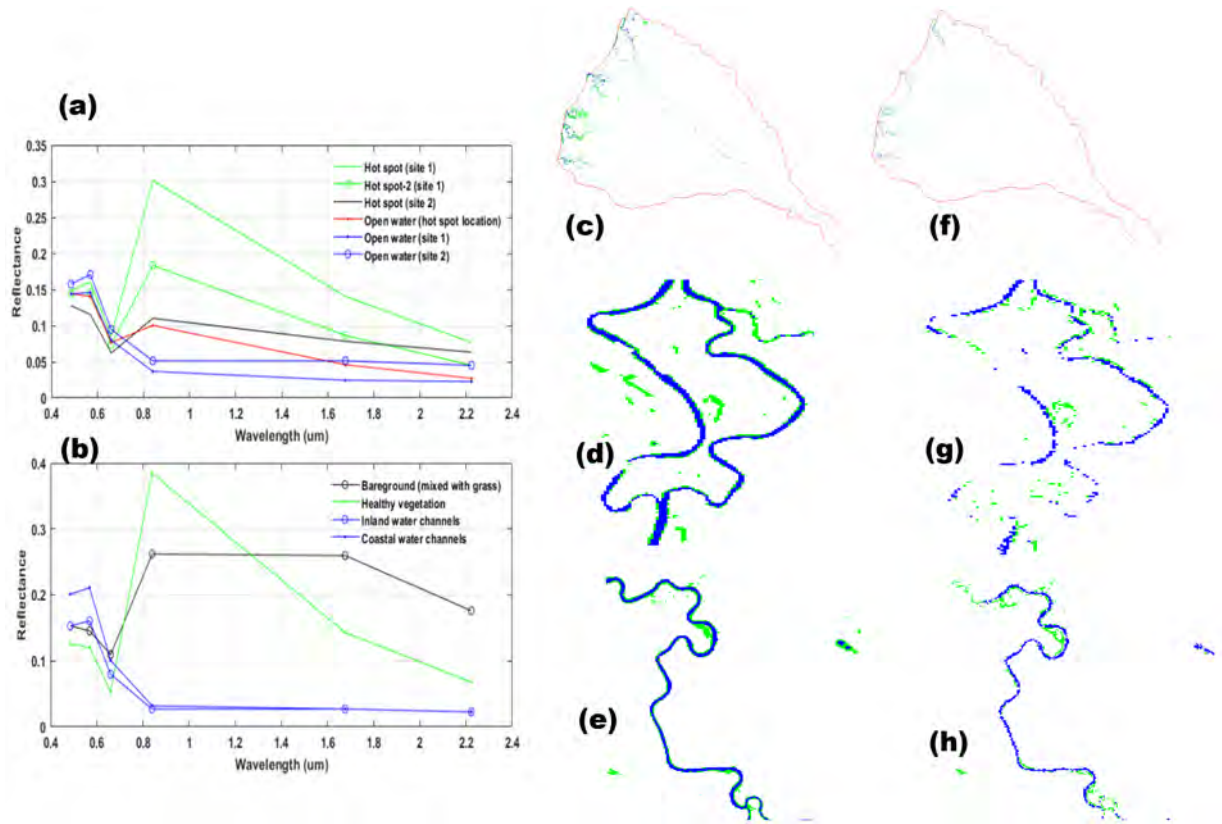 (a)
0.35
0.3
0.25
0.2
0.15
0.1
0.05
0
Reflectance
Hot spot (site 1)
Hot spot-2 (site 1)
Hot spot (site 2)
Open water (hot spot location)
Open water (site 1)
Open water (site 2)
0.4 0.6 0.8 1 1.2 1.4 1.6 1.8 2 2.2 2.4
Wavelength (um)
(b)
0.4
0.3
0.2
0.1
0
Reflectance
Bareground (mixed with grass)
Healthy vegetation
Inland water channels
Coastal water channels
0.4 0.6 0.8 1 1.2 1.4 1.6 1.8 2 2.2 2.4
Wavelength (um)
(c)
(f)
(d)
(g)
(e)
(h)